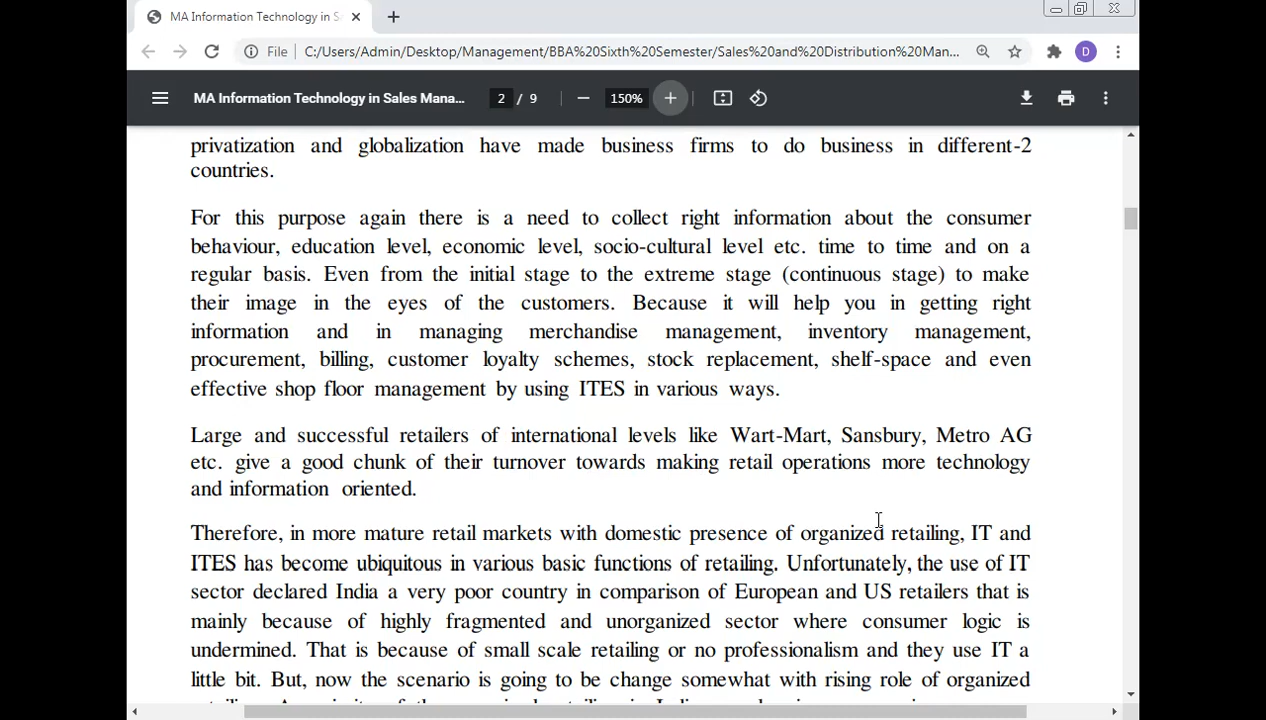 MA Information Technology in S
File
C:/Users/Admin/Desktop/Management/BBA%20Sixth%20Semester/Sales%20and%20Distribution%20Man...
D
MA Information Technology in Sales Mana...
2 / 9
150%
privatization and globalization have made business firms to do business in different-2
countries.
For this purpose again there is a need to collect right information about the consumer
behaviour, education level, economic level, socio-cultural level etc. time to time and on a
regular basis. Even from the initial stage to the extreme stage (continuous stage) to make
their image in the eyes of the customers. Because it will help you in getting right
information and in managing merchandise management, inventory management,
procurement, billing, customer loyalty schemes, stock replacement, shelf-space and even
effective shop floor management by using ITES in various ways.
Large and successful retailers of international levels like Wart-Mart, Sansbury, Metro AG
etc. give a good chunk of their turnover towards making retail operations more technology
and information oriented.
Therefore, in more mature retail markets with domestic presence of organized retailing, IT and
ITES has become ubiquitous in various basic functions of retailing. Unfortunately, the use of IT
sector declared India a very poor country in comparison of European and US retailers that is
mainly because of highly fragmented and unorganized sector where consumer logic is
undermined. That is because of small scale retailing or no professionalism and they use IT a
little bit. But, now the scenario is going to be change somewhat with rising role of organized